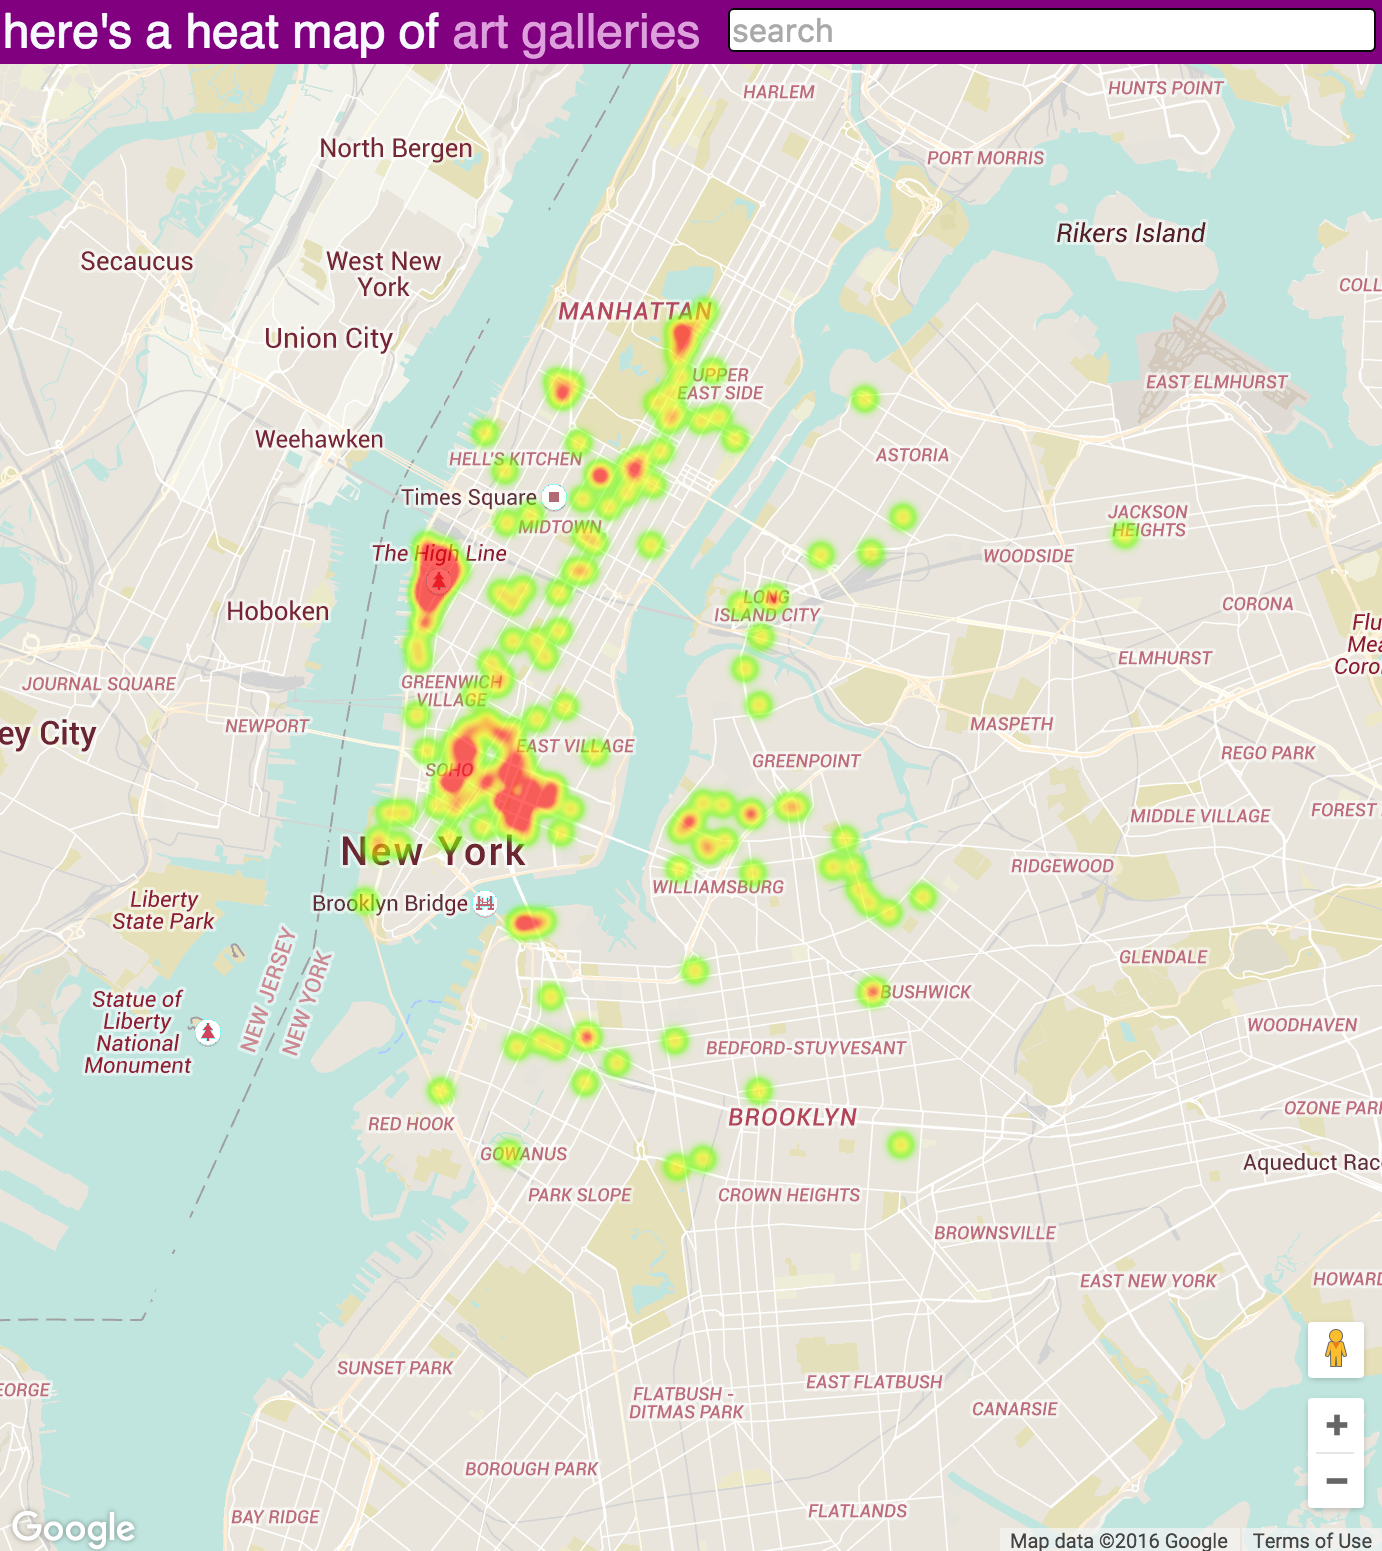 here's a heat map of art galleries
search
HARLEM
HUNTS POINT
North Bergen
PORT MORRIS
Rikers Island
Secaucus
West New
York
COLL
MANHATTAN
Union City
UPPER
EAST SIDE
EAST ELMHURST
Weehawken
HELL'S KITCHEN
ASTORIA
Times Square
MIDTOWN
JACKSON
HEIGHTS
The High Line
WOODSIDE
LONG
ISLAND CITY
CORONA
Hoboken
Flu
Mea
Coro
ELMHURST
JOURNAL SQUARE
GREENWICH
VILLAGE
NEWPORT
MASPETH
ey City
EAST VILLAGE
REGO PARK
SOHO
GREENPOINT
FOREST
MIDDLE VILLAGE
New York
RIDGEWOOD
WILLIAMSBURG
Liberty
State Park
Brooklyn Bridge
GLENDALE
NEW JERSEY
NEW YORK
BUSHWICK
Statue of
Liberty
National
Monument
WOODHAVEN
BEDFORD-STUYVESANT
BROOKLYN
OZONE PARI
RED HOOK
GOWANUS
Aqueduct Rac
PARK SLOPE
CROWN HEIGHTS
BROWNSVILLE
EAST NEW YORK
HOWARD
SUNSET PARK
EAST FLATBUSH
EORGE
FLATBUSH -
DITMAS PARK
CANARSIE
BOROUGH PARK
FLATLANDS
BAY RIDGE
Google
Map data ©2016 Google
Terms of Use